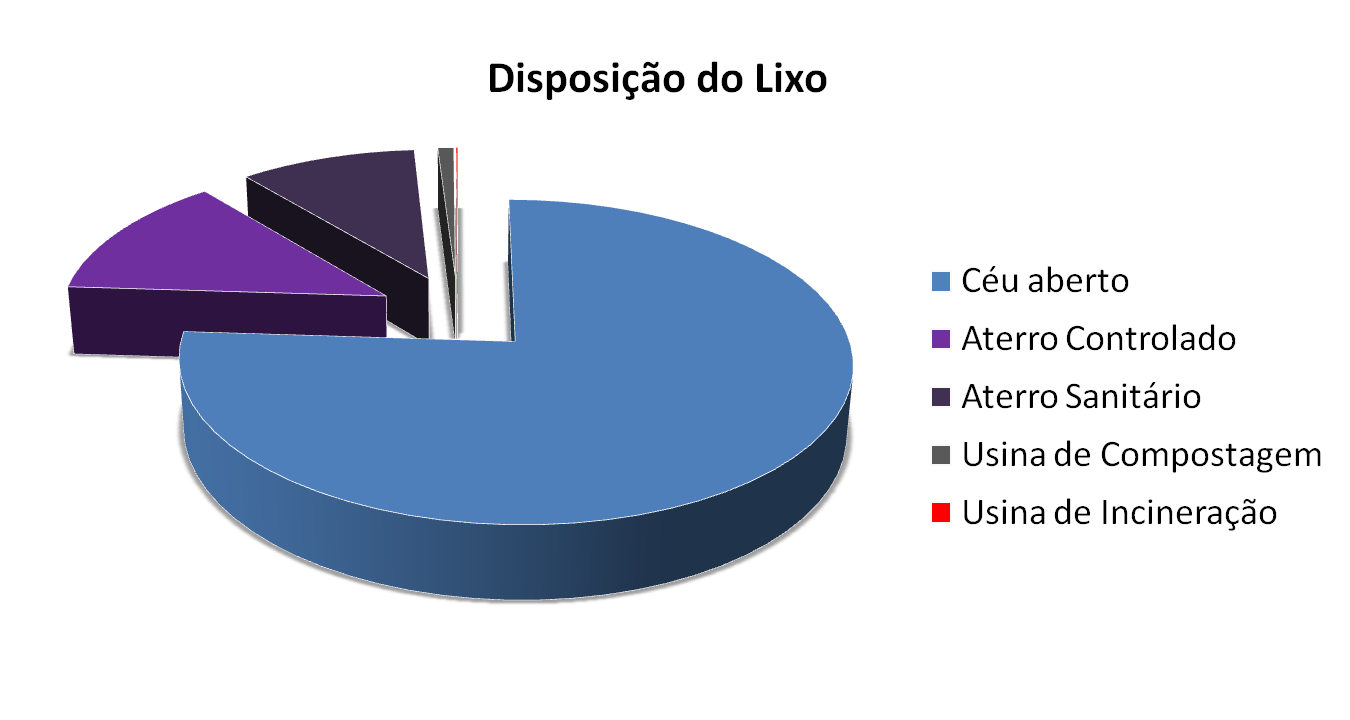 Disposição do Lixo
Céu aberto
Aterro Controlado
Aterro Sanitário
Usina de Compostagem
Usina de Incineração